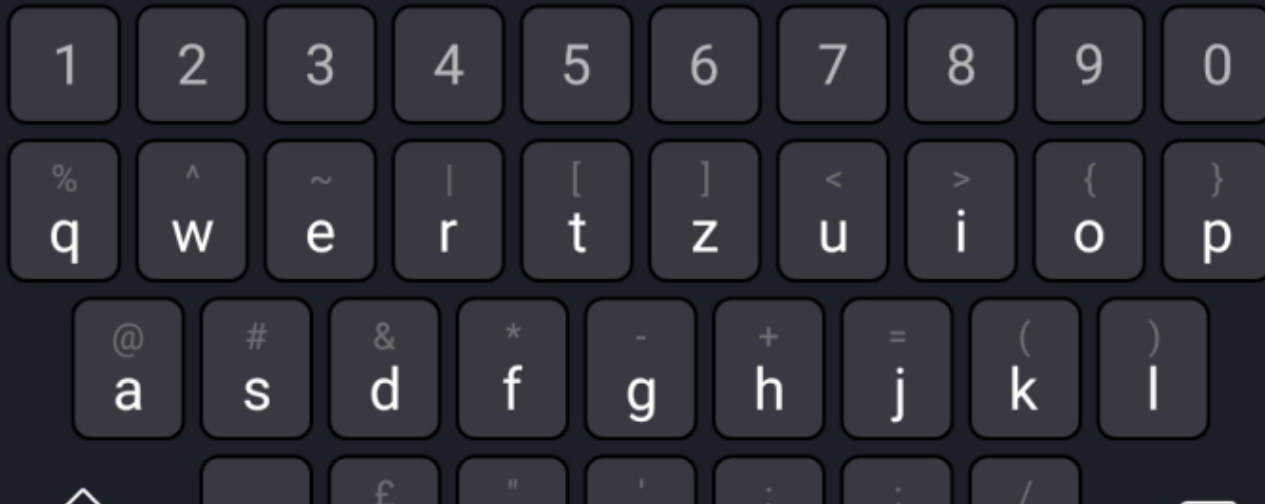 1 2 3 4 5 6 7 8 9 0
% ^ ~ | [ ] < > { }
q w e r t z u i o p
@ # & * - + = ( )
a s d f g h j k l
£ " ' : ; /